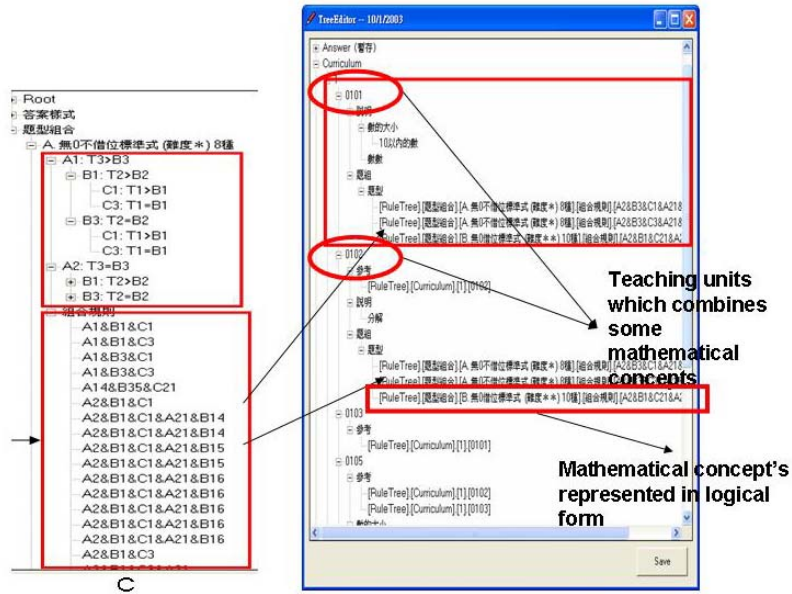 Root
答案樣式
題型組合
A. 無0不借位標準式 (難度*) 8種
A1: T3>B3
B1: T2>B2
C1: T1>B1
C3: T1=B1
B3: T2=B2
C1: T1>B1
C3: T1=B1
A2: T3=B3
B1: T2>B2
B3: T2=B2
組合規則
A1&B1&C1
A1&B1&C3
A1&B3&C1
A1&B3&C3
A14&B35&C21
A2&B1&C1
A2&B1&C1&A21&B14
A2&B1&C1&A21&B14
A2&B1&C1&A21&B15
A2&B1&C1&A21&B15
A2&B1&C1&A21&B16
A2&B1&C1&A21&B16
A2&B1&C1&A21&B16
A2&B1&C1&A21&B16
A2&B1&C1&A21&B16
A2&B1&C3
C
TreeEditor -- 10/1/2003
Answer (暫存)
Curriculum
1
0101
說明
數的大小
10以內的數
數數
題組
題型
[RuleTree],[題型組合],[A. 無0不借位標準式 (難度*) 8種],[組合規則],[A2&B3&C1&A21&
[RuleTree],[題型組合],[A. 無0不借位標準式 (難度*) 8種],[組合規則],[A2&B3&C3&A21&
[RuleTree],[題型組合],[B. 無0借位標準式 (難度**) 10種],[組合規則],[A2&B1&C21&A2
0102
參考
[RuleTree],[Curriculum],[1],[0102]
說明
分解
題組
題型
[RuleTree],[題型組合],[A. 無0不借位標準式 (難度*) 8種],[組合規則],[A2&B3&C1&A21&
[RuleTree],[題型組合],[A. 無0不借位標準式 (難度*) 8種],[組合規則],
[RuleTree],[題型組合],[B. 無0借位標準式 (難度**) 10種],[組合規則],[A2&B1&C21&A2
0103
參考
[RuleTree],[Curriculum],[1],[0101]
0105
參考
[RuleTree],[Curriculum],[1],[0102]
[RuleTree],[Curriculum],[1],[0103]
數的大小
Save
Teaching units
which combines
some
mathematical
concepts
Mathematical concept's
represented in logical
form